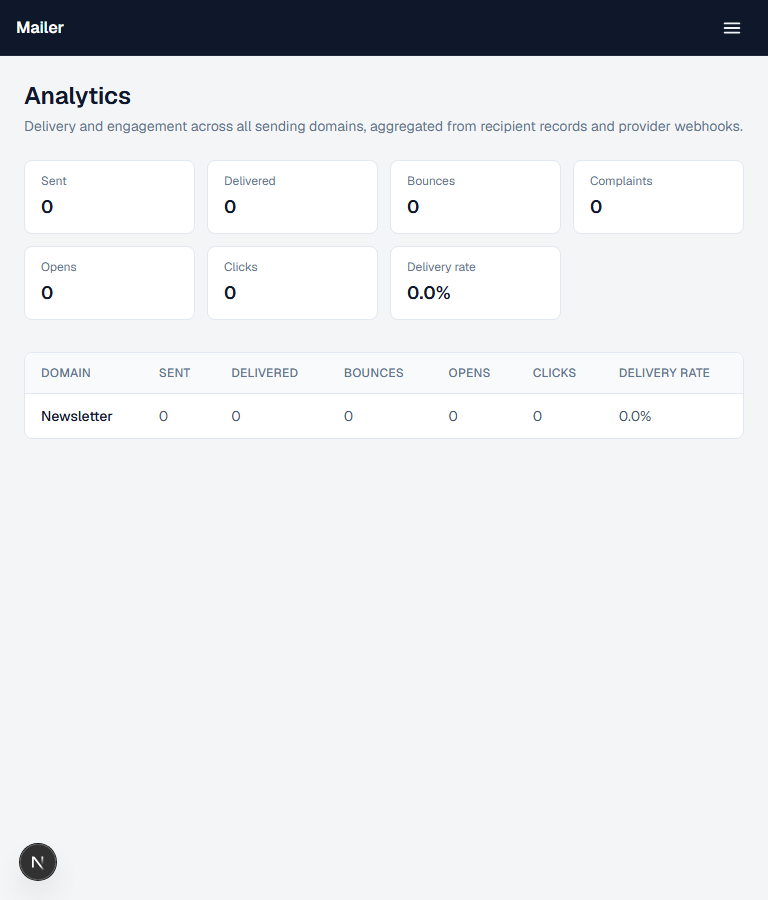 Mailer
Analytics
Delivery and engagement across all sending domains, aggregated from recipient records and provider webhooks.
Sent Delivered Bounces Complaints
0 0 0 0
Opens Clicks Delivery rate
0 0 0.0%
DOMAIN SENT DELIVERED BOUNCES OPENS CLICKS DELIVERY RATE
Newsletter 0 0 0 0 0 0.0%
N